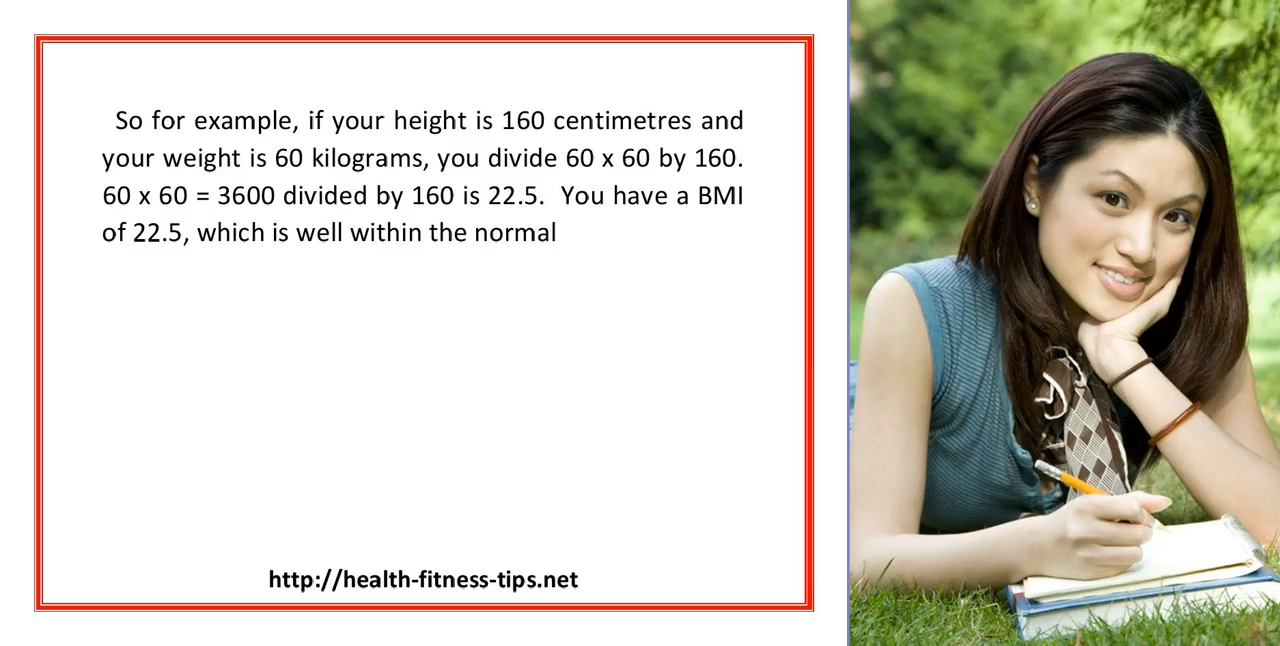 So for example, if your height is 160 centimetres and
your weight is 60 kilograms, you divide 60 x 60 by 160.
60 x 60 = 3600 divided by 160 is 22.5. You have a BMI
of 22.5, which is well within the normal
http://health-fitness-tips.net